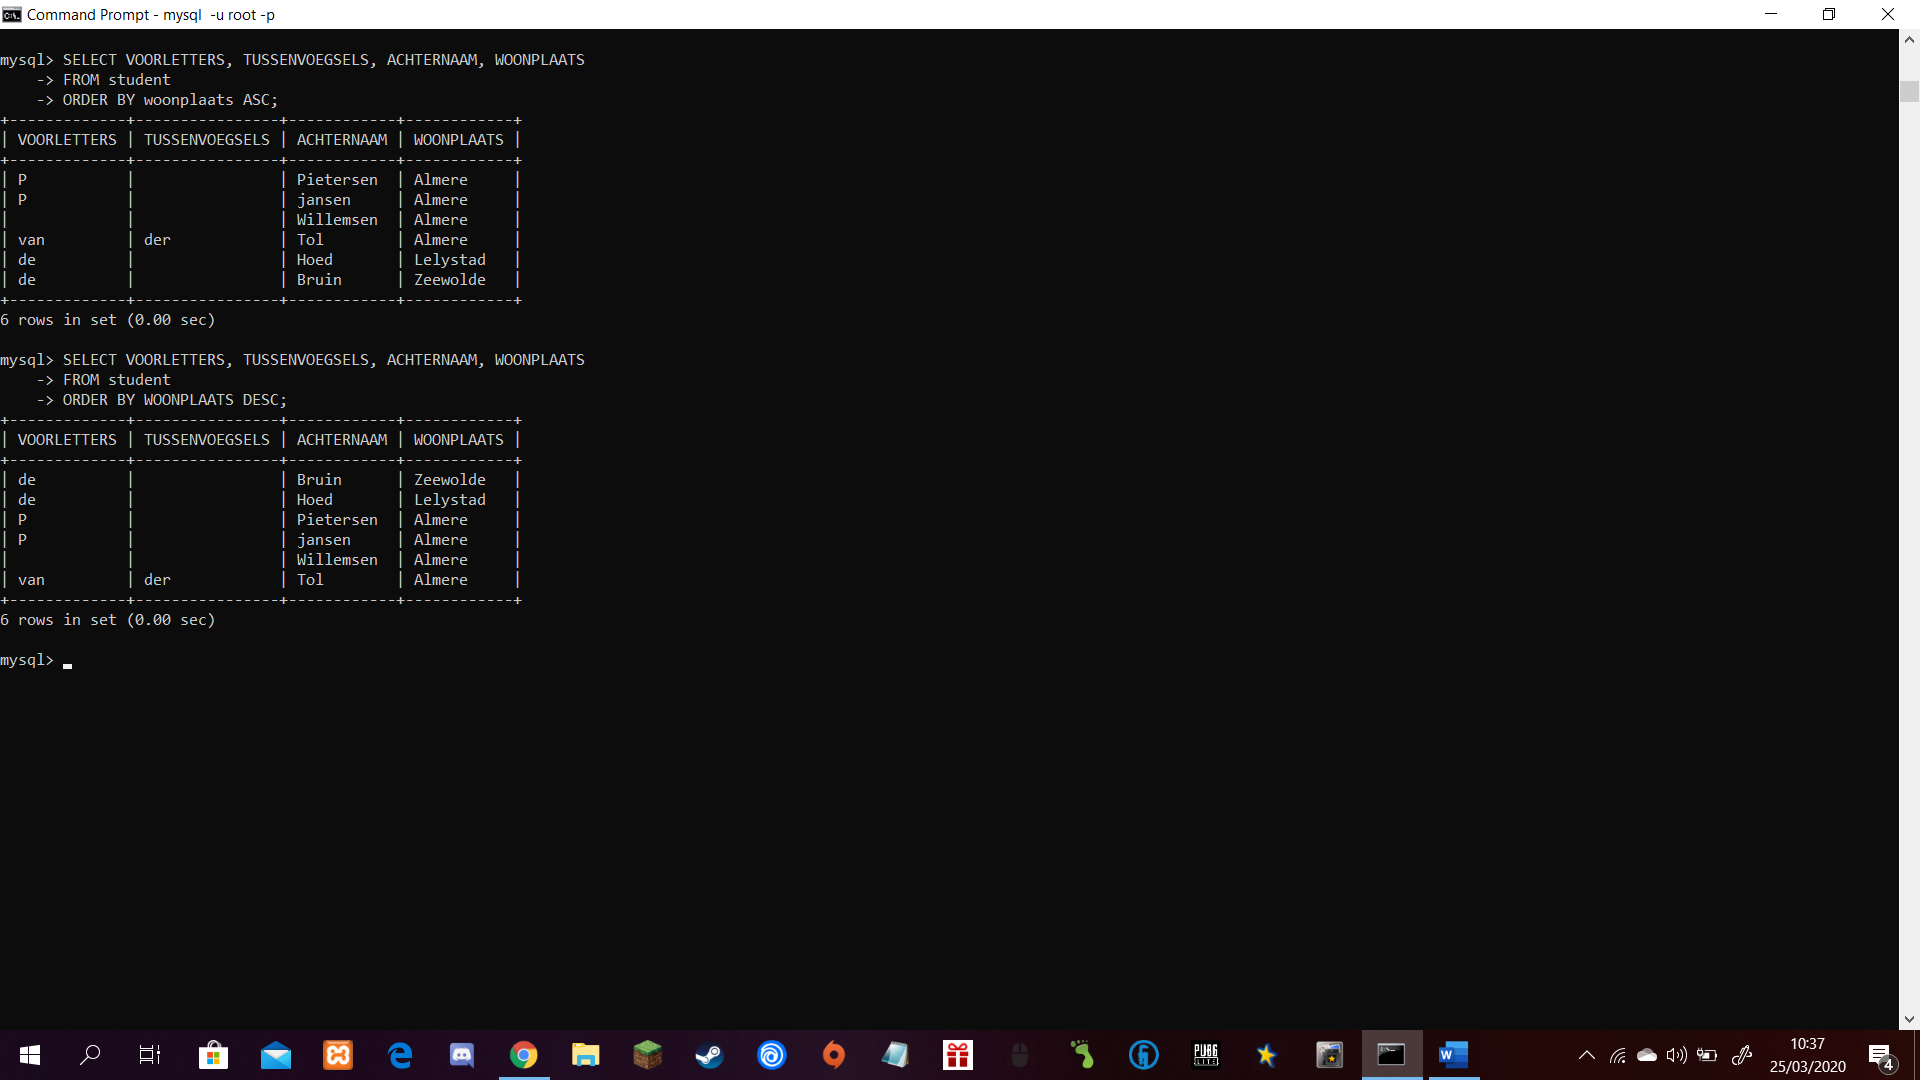 Command Prompt - mysql  -u root -p
mysql> SELECT VOORLETTERS, TUSSENVOEGSELS, ACHTERNAAM, WOONPLAATS
    -> FROM student
    -> ORDER BY woonplaats ASC;
+-------------+----------------+------------+------------+
| VOORLETTERS | TUSSENVOEGSELS | ACHTERNAAM | WOONPLAATS |
+-------------+----------------+------------+------------+
| P           |                | Pietersen  | Almere     |
| P           |                | jansen     | Almere     |
|             |                | Willemsen  | Almere     |
| van         | der            | Tol        | Almere     |
| de          |                | Hoed       | Lelystad   |
| de          |                | Bruin      | Zeewolde   |
+-------------+----------------+------------+------------+
6 rows in set (0.00 sec)
mysql> SELECT VOORLETTERS, TUSSENVOEGSELS, ACHTERNAAM, WOONPLAATS
    -> FROM student
    -> ORDER BY WOONPLAATS DESC;
+-------------+----------------+------------+------------+
| VOORLETTERS | TUSSENVOEGSELS | ACHTERNAAM | WOONPLAATS |
+-------------+----------------+------------+------------+
| de          |                | Bruin      | Zeewolde   |
| de          |                | Hoed       | Lelystad   |
| P           |                | Pietersen  | Almere     |
| P           |                | jansen     | Almere     |
|             |                | Willemsen  | Almere     |
| van         | der            | Tol        | Almere     |
+-------------+----------------+------------+------------+
6 rows in set (0.00 sec)
mysql>
PUBG
LITE
W
10:37
25/03/2020
4